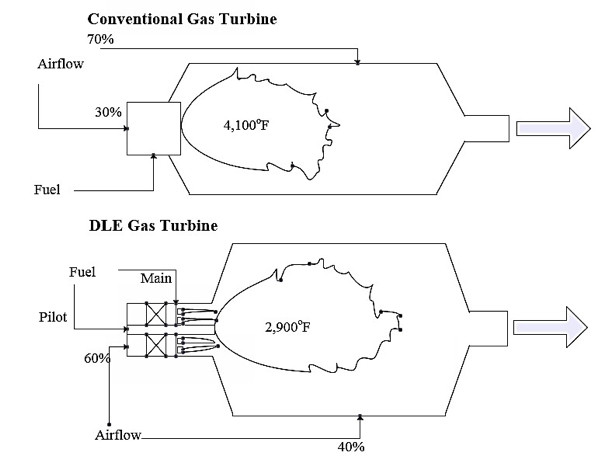 Conventional Gas Turbine
70%
Airflow
30%
4,100°F
Fuel
DLE Gas Turbine
Fuel
Main
Pilot
2,900°F
60%
Airflow
40%